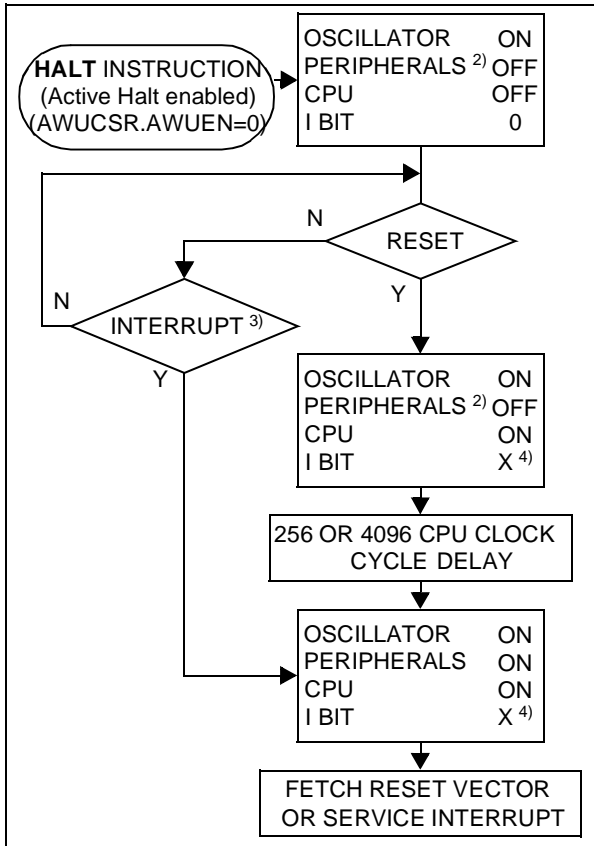 HALT INSTRUCTION
(Active Halt enabled)
(AWUCSR.AWUEN=0)
OSCILLATOR ON
PERIPHERALS 2) OFF
CPU OFF
I BIT 0
RESET
N
Y
INTERRUPT 3)
N
Y
OSCILLATOR ON
PERIPHERALS 2) OFF
CPU ON
I BIT X 4)
256 OR 4096 CPU CLOCK
CYCLE DELAY
OSCILLATOR ON
PERIPHERALS ON
CPU ON
I BIT X 4)
FETCH RESET VECTOR
OR SERVICE INTERRUPT